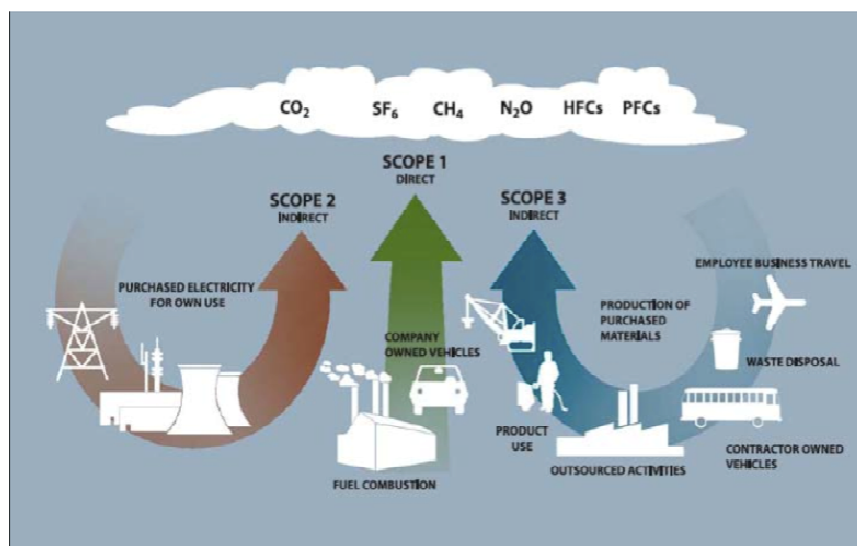 CO₂ SF₆ CH₄ N₂O HFCs PFCs
SCOPE 1
DIRECT
SCOPE 2
INDIRECT
SCOPE 3
INDIRECT
PURCHASED ELECTRICITY
FOR OWN USE
COMPANY
OWNED VEHICLES
FUEL COMBUSTION
EMPLOYEE BUSINESS TRAVEL
PRODUCTION OF
PURCHASED
MATERIALS
WASTE DISPOSAL
PRODUCT
USE
OUTSOURCED ACTIVITIES
CONTRACTOR OWNED
VEHICLES